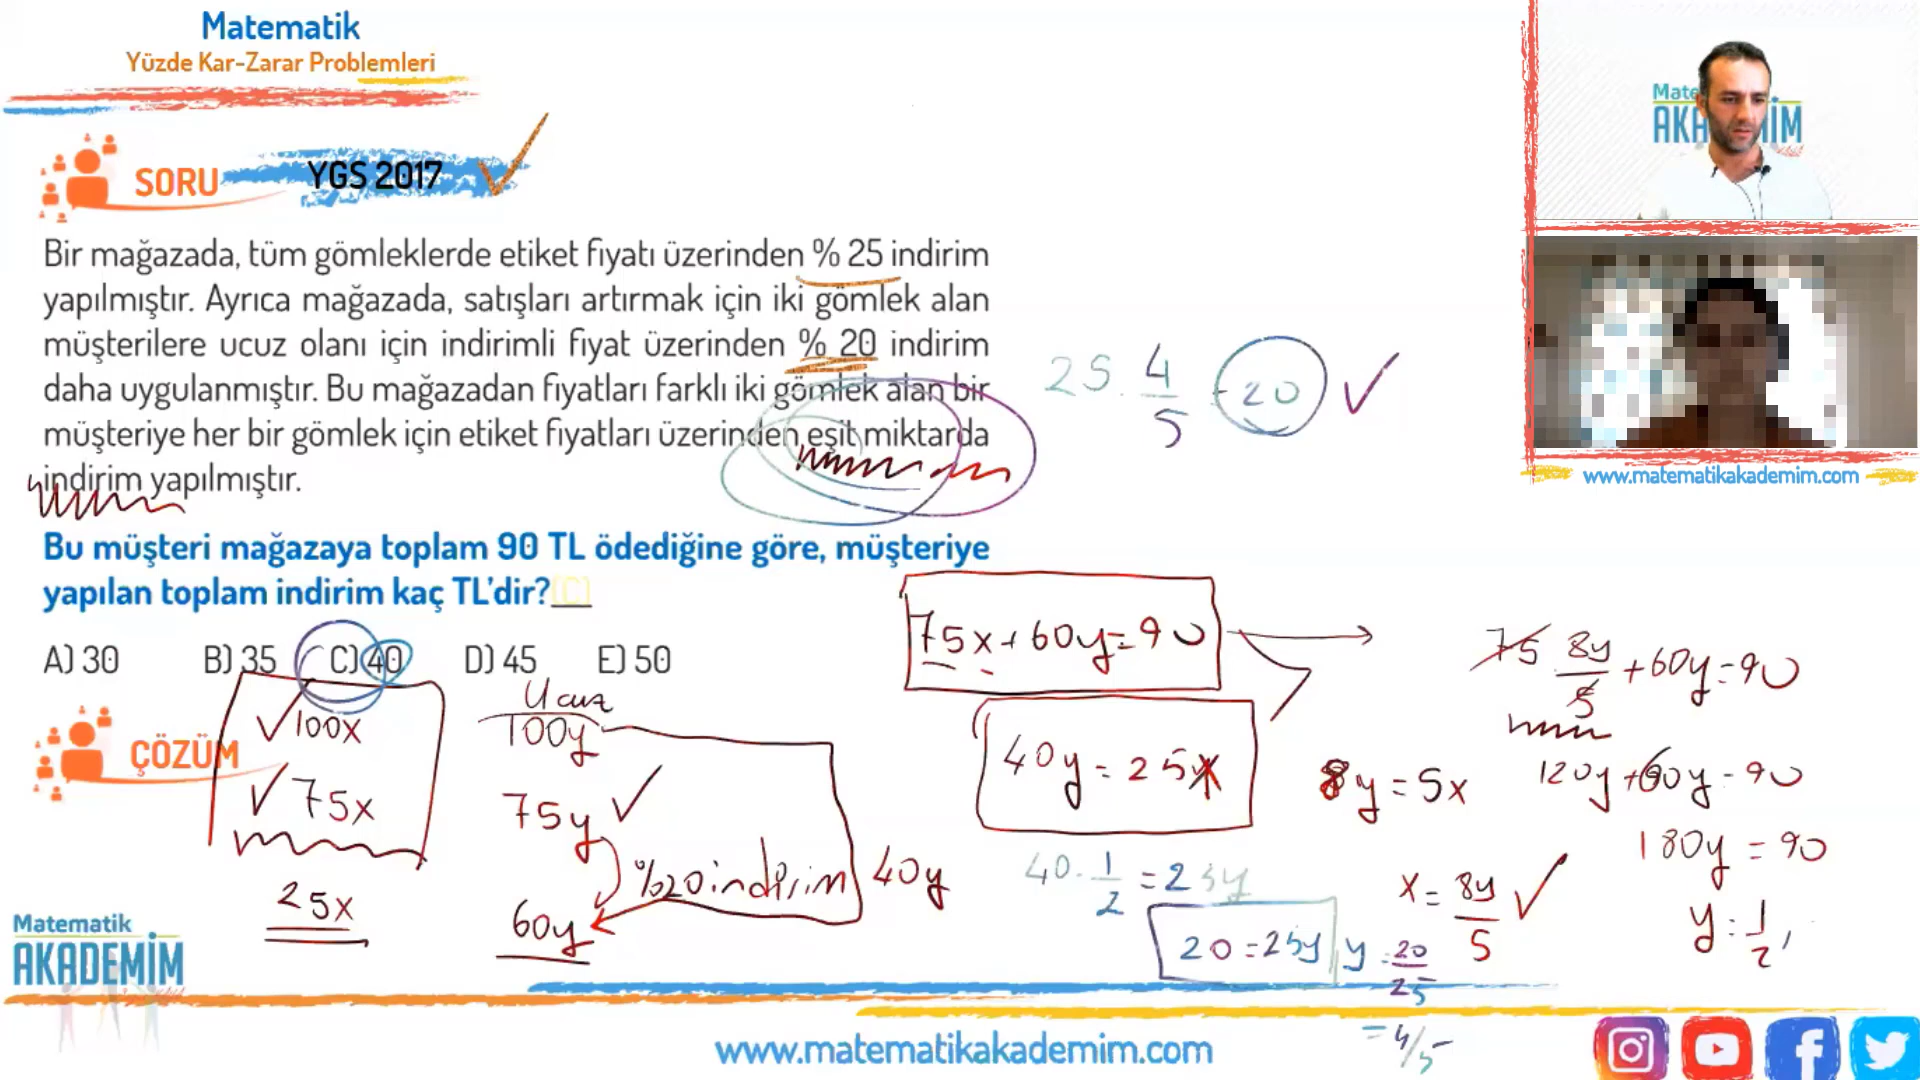 Matematik
Yüzde Kar-Zarar Problemleri
SORU
YGS 2017
Bir mağazada, tüm gömleklerde etiket fiyatı üzerinden % 25 indirim
yapılmıştır. Ayrıca mağazada, satışları artırmak için iki gömlek alan
müşterilere ucuz olanı için indirimli fiyat üzerinden % 20 indirim
daha uygulanmıştır. Bu mağazadan fiyatları farklı iki gömlek alan bir
müşteriye her bir gömlek için etiket fiyatları üzerinden eşit miktarda
indirim yapılmıştır.
Bu müşteri mağazaya toplam 90 TL ödediğine göre, müşteriye
yapılan toplam indirim kaç TL'dir? (C)
A) 30 B) 35 C) 40 D) 45 E) 50
ÇÖZÜM
100x
75x
25x
Ucuz
100y
75y
%20 indirim
60y
40y
25 . 4/5 = 20
75x + 60y = 90
40y = 25x
8y = 5x
x = 8y/5
75 8y/5 + 60y = 90
120y + 60y = 90
180y = 90
y = 1/2
40 . 1/2 = 25y
20 = 25y
y = 20/25
= 4/5
Matematik
AKADEMİM
www.matematikakademim.com
www.matematikakademim.com